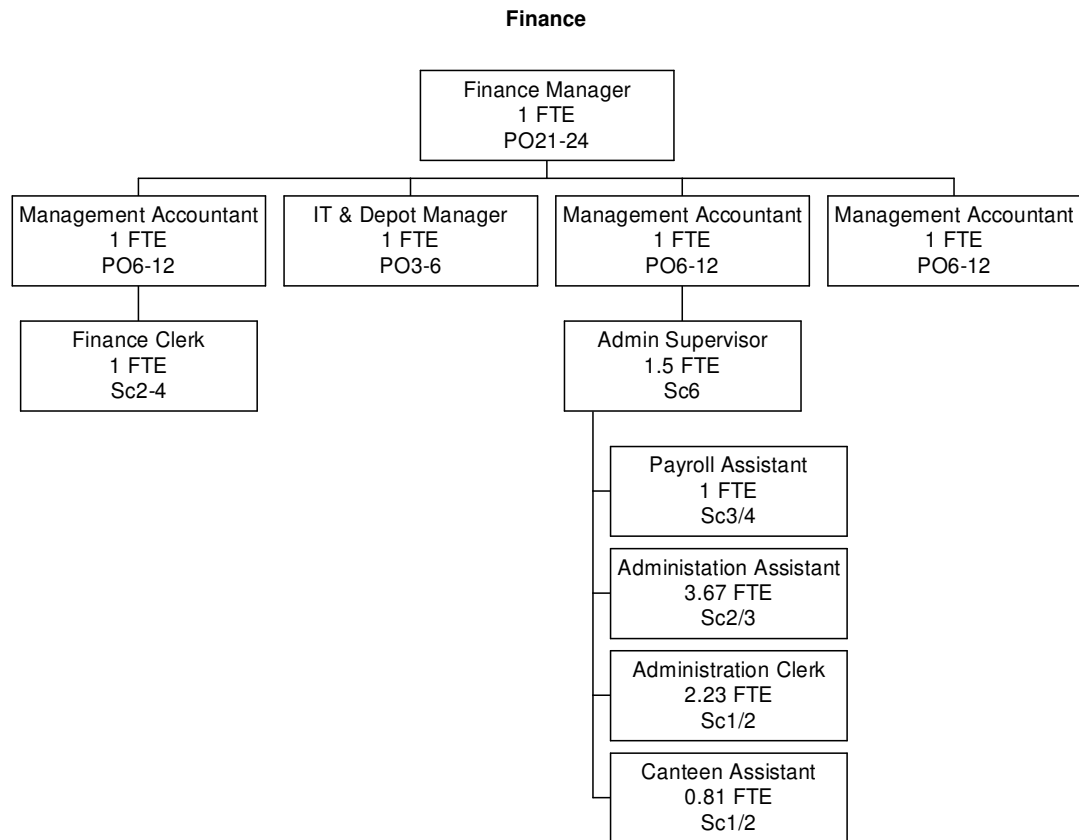 Finance
Finance Manager
1 FTE
PO21-24
Management Accountant
1 FTE
PO6-12
IT & Depot Manager
1 FTE
PO3-6
Management Accountant
1 FTE
PO6-12
Management Accountant
1 FTE
PO6-12
Finance Clerk
1 FTE
Sc2-4
Admin Supervisor
1.5 FTE
Sc6
Payroll Assistant
1 FTE
Sc3/4
Administation Assistant
3.67 FTE
Sc2/3
Administration Clerk
2.23 FTE
Sc1/2
Canteen Assistant
0.81 FTE
Sc1/2